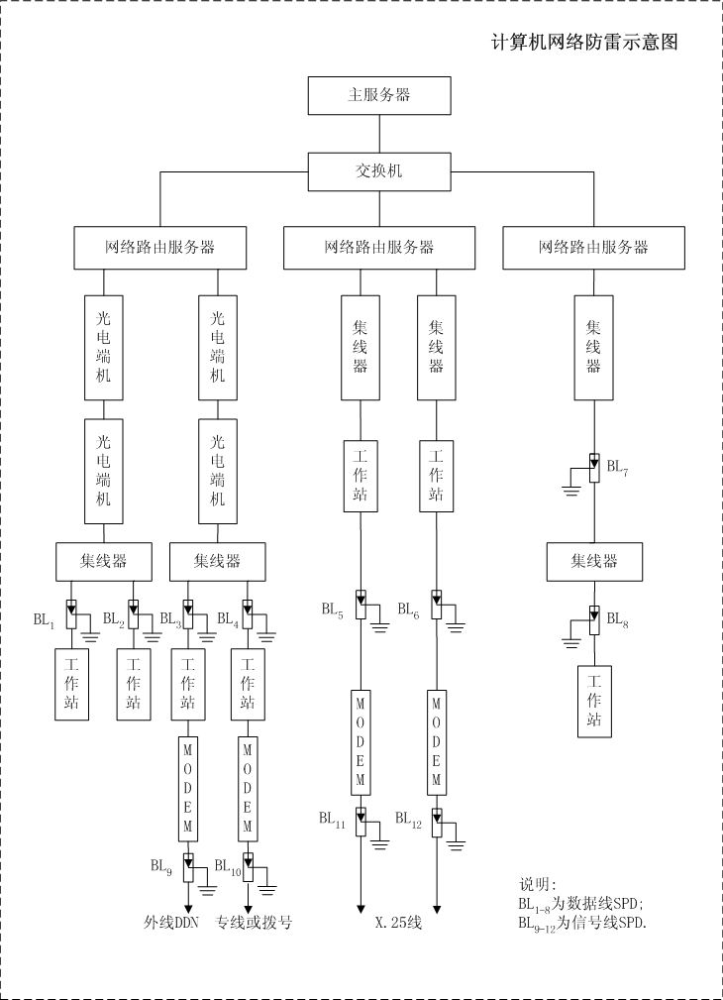 计算机网络防雷示意图
主服务器
交换机
网络路由服务器
网络路由服务器
网络路由服务器
光电端机
光电端机
集线器
集线器
集线器
光电端机
光电端机
工作站
工作站
BL7
集线器
集线器
集线器
BL1
BL2
BL3
BL4
BL5
BL6
BL8
工作站
工作站
工作站
工作站
工作站
MODEM
MODEM
MODEM
MODEM
BL11
BL12
BL9
BL10
外线DDN
专线或拨号
X.25线
说明:
BL1-8为数据线SPD;
BL9-12为信号线SPD.